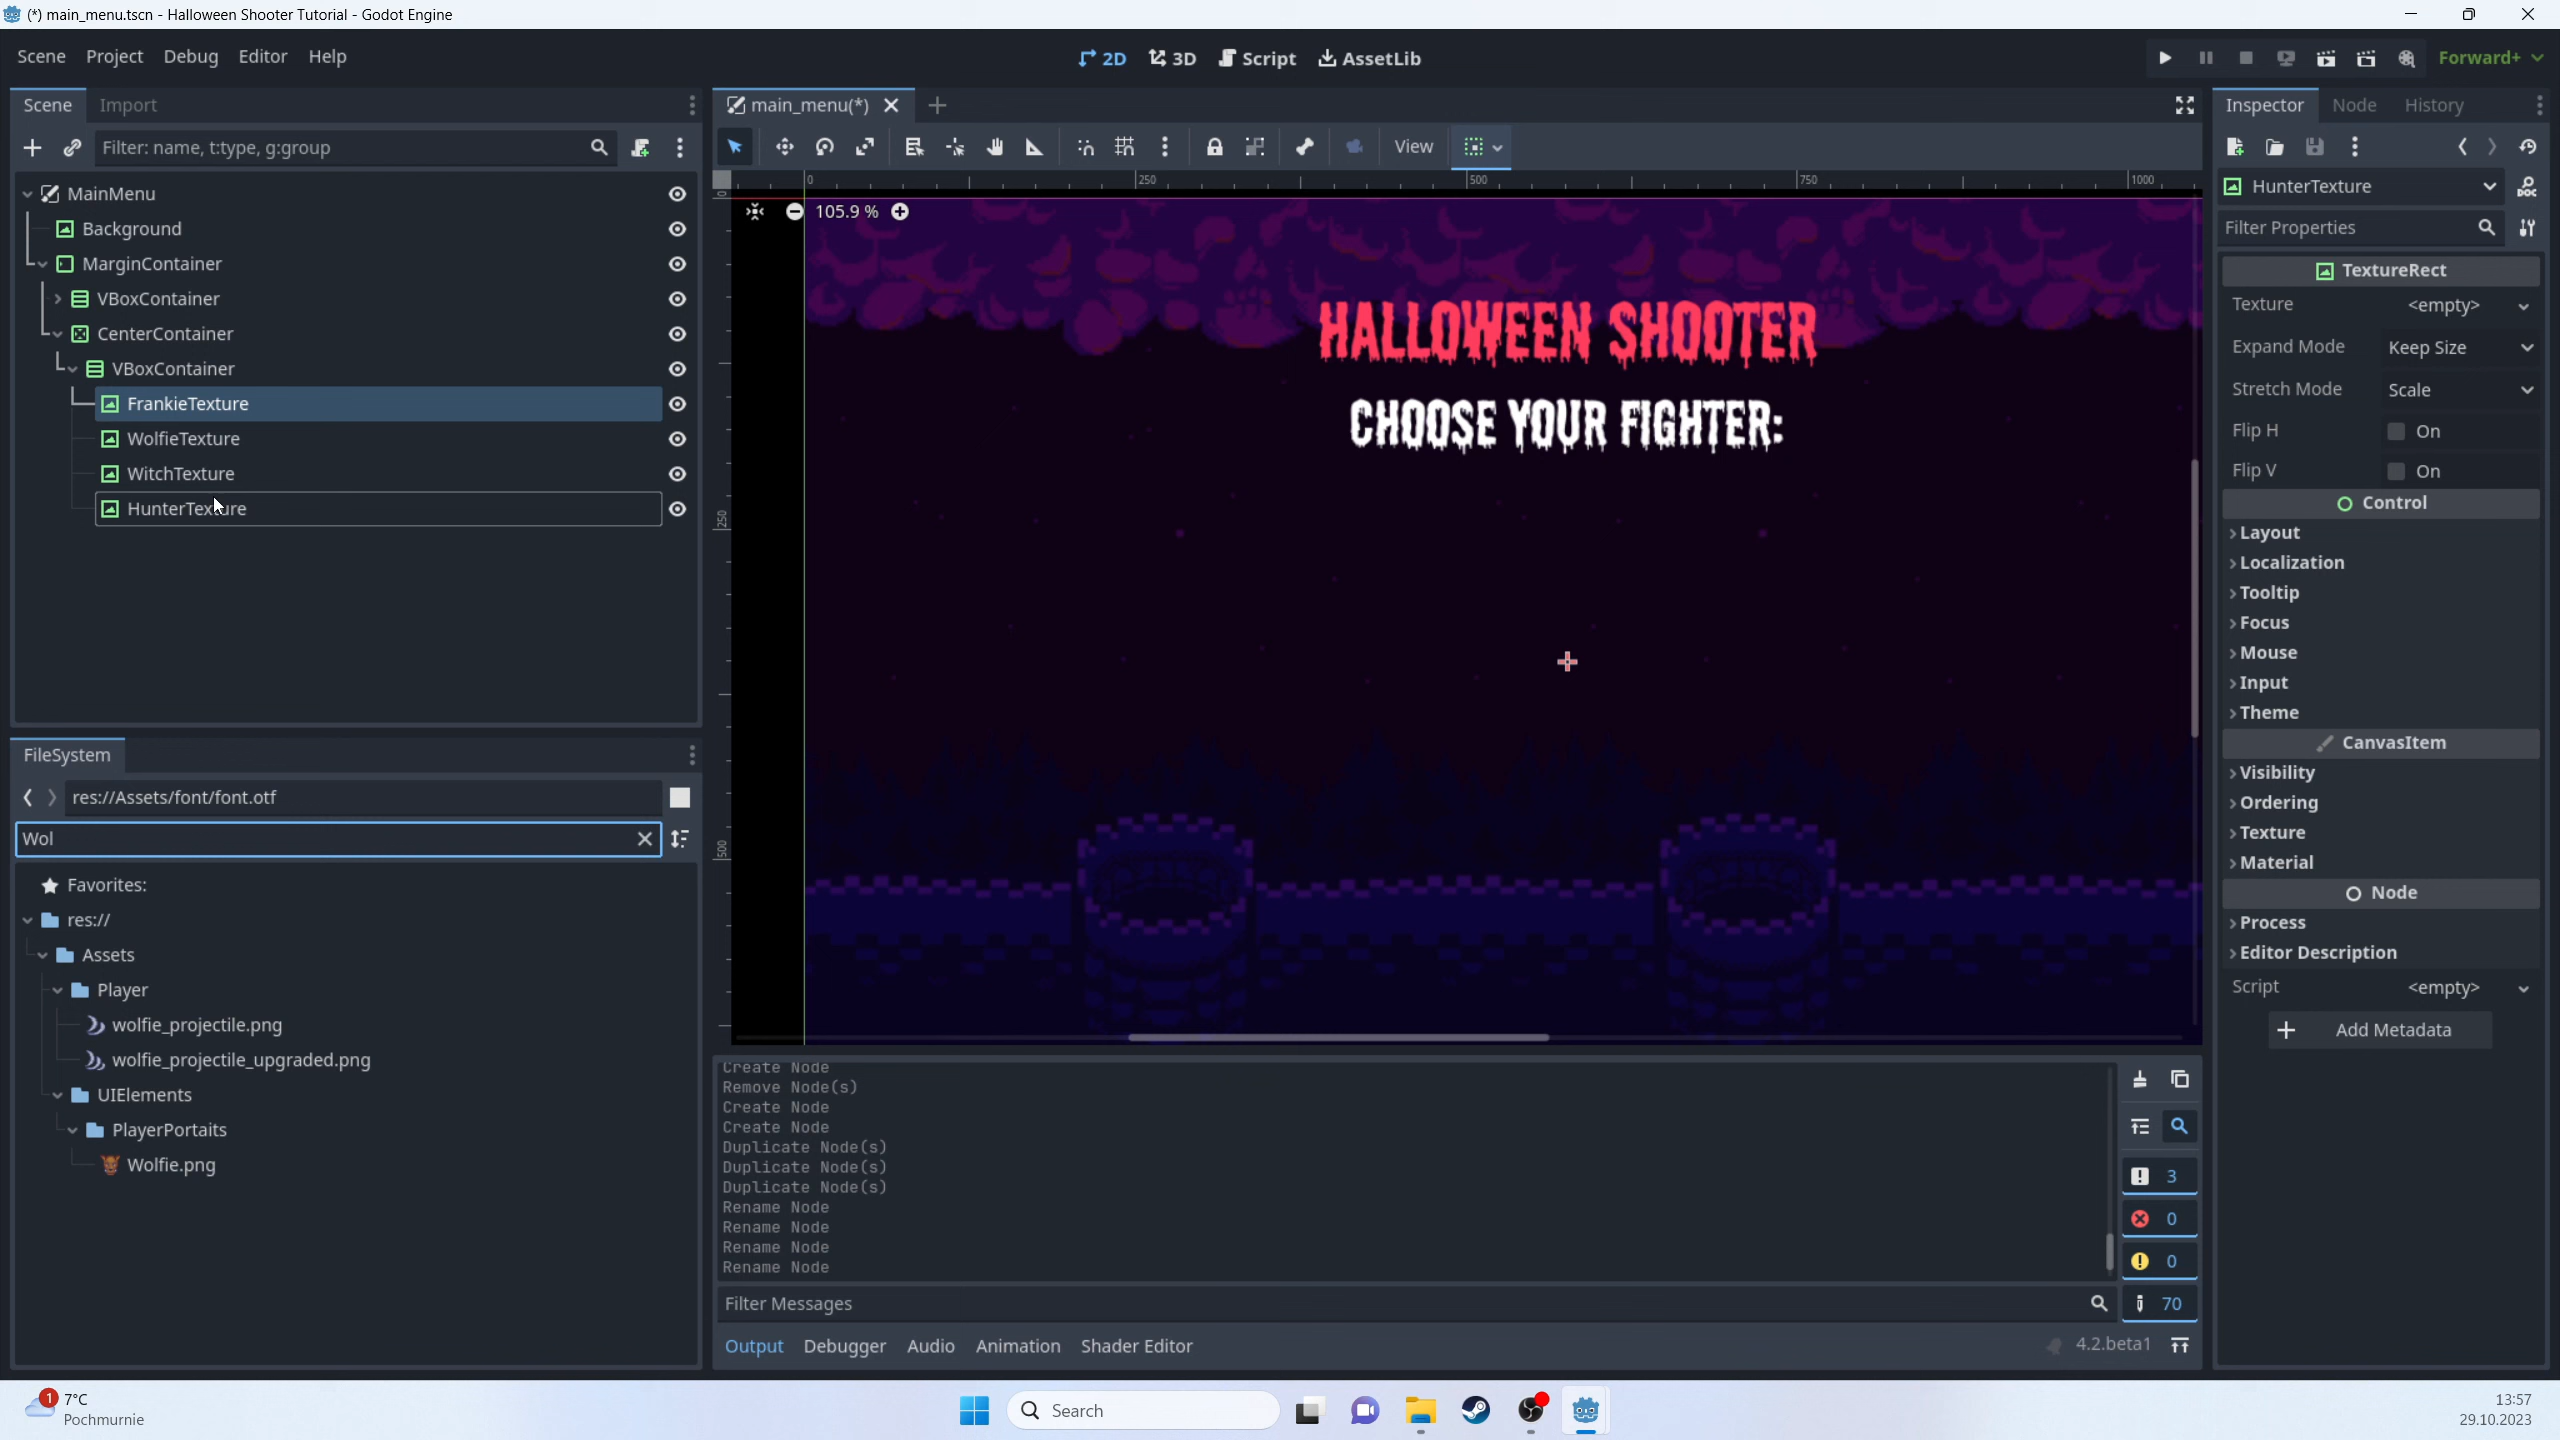 (*) main_menu.tscn - Halloween Shooter Tutorial - Godot Engine
Scene Project Debug Editor Help
2D 3D Script AssetLib
Forward+
Scene Import
Filter: name, t:type, g:group
MainMenu
Background
MarginContainer
VBoxContainer
CenterContainer
VBoxContainer
FrankieTexture
WolfieTexture
WitchTexture
HunterTexture
FileSystem
res://Assets/font/font.otf
Wol
Favorites:
res://
Assets
Player
wolfie_projectile.png
wolfie_projectile_upgraded.png
UIElements
PlayerPortaits
Wolfie.png
main_menu(*)
View
0 250 500 750 1000
0
250
500
105.9 %
HALLOWEEN SHOOTER
CHOOSE YOUR FIGHTER:
Create Node
Remove Node(s)
Create Node
Create Node
Duplicate Node(s)
Duplicate Node(s)
Duplicate Node(s)
Rename Node
Rename Node
Rename Node
Rename Node
3
0
0
70
Filter Messages
Output Debugger Audio Animation Shader Editor
4.2.beta1
Inspector Node History
HunterTexture
DOC
Filter Properties
TextureRect
Texture <empty>
Expand Mode Keep Size
Stretch Mode Scale
Flip H On
Flip V On
Control
Layout
Localization
Tooltip
Focus
Mouse
Input
Theme
CanvasItem
Visibility
Ordering
Texture
Material
Node
Process
Editor Description
Script <empty>
Add Metadata
1
7°C
Pochmurnie
Search
13:57
29.10.2023